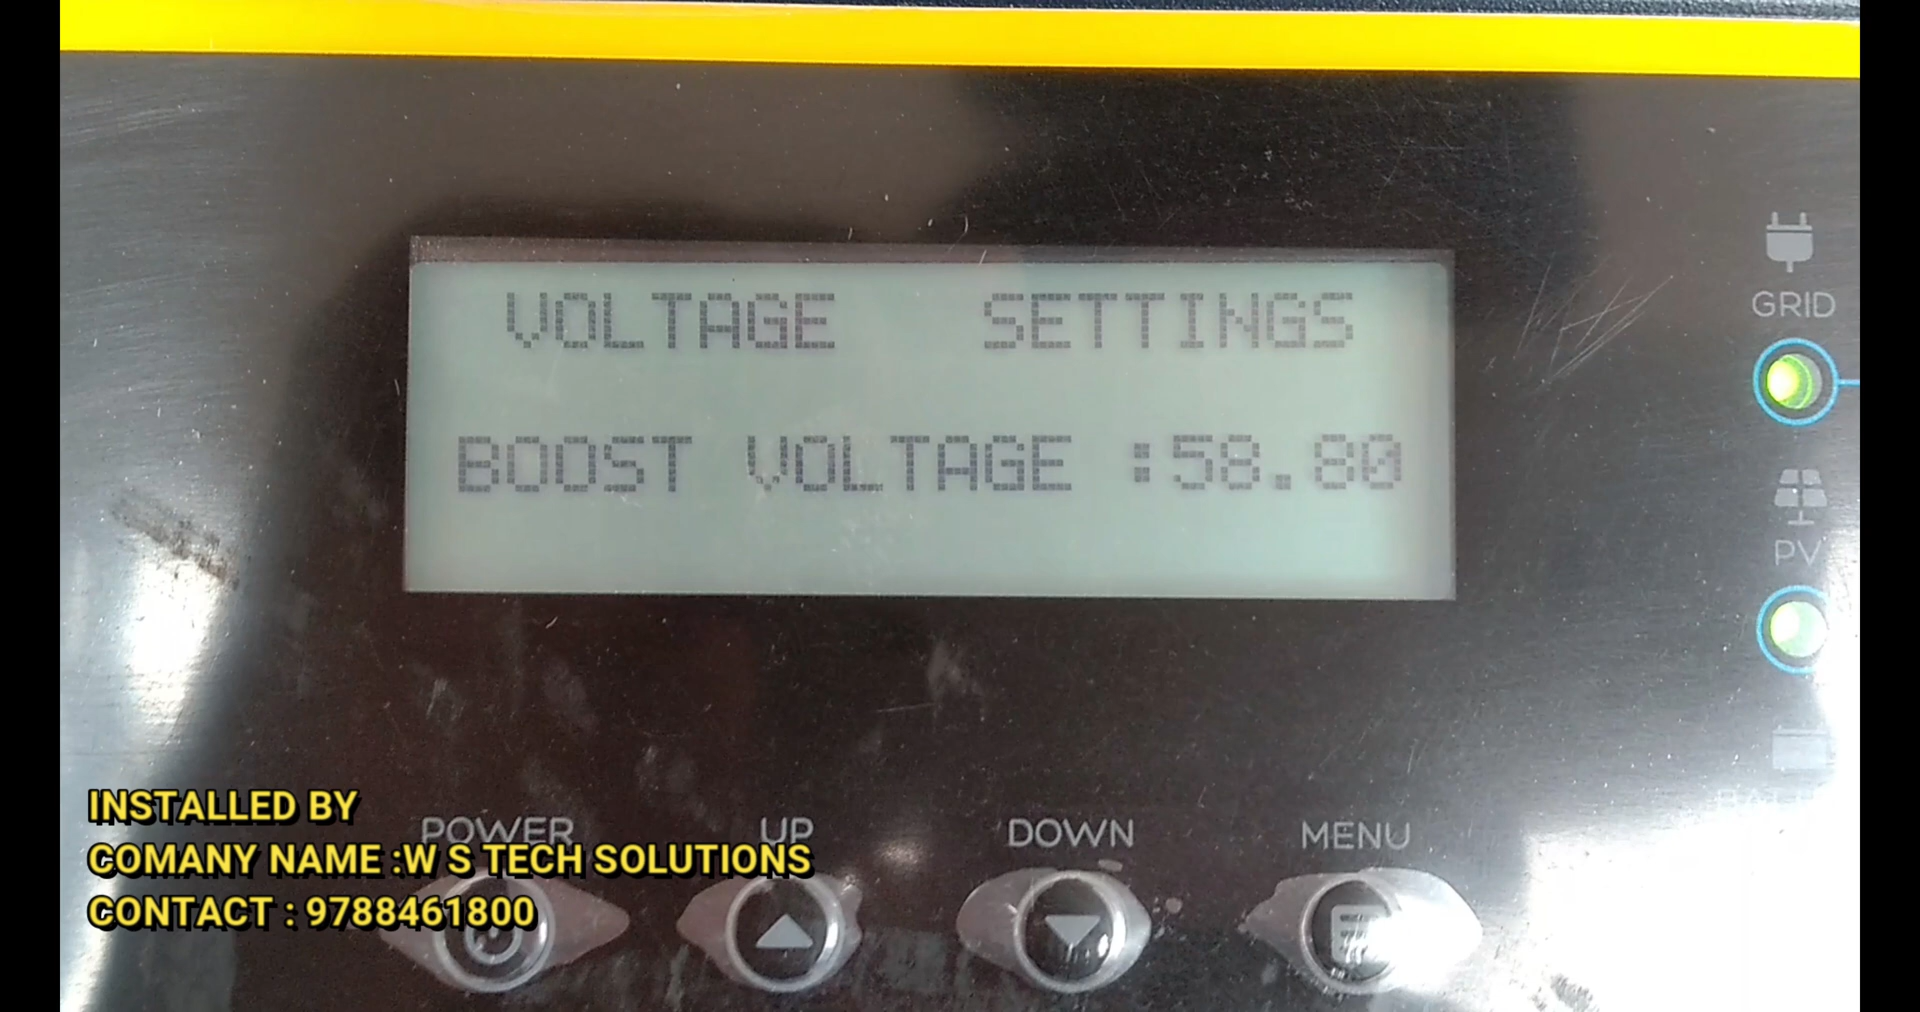 VOLTAGE SETTINGS
BOOST VOLTAGE :58.80
GRID
PV
POWER
UP
DOWN
MENU
INSTALLED BY
COMANY NAME :W S TECH SOLUTIONS
CONTACT : 9788461800